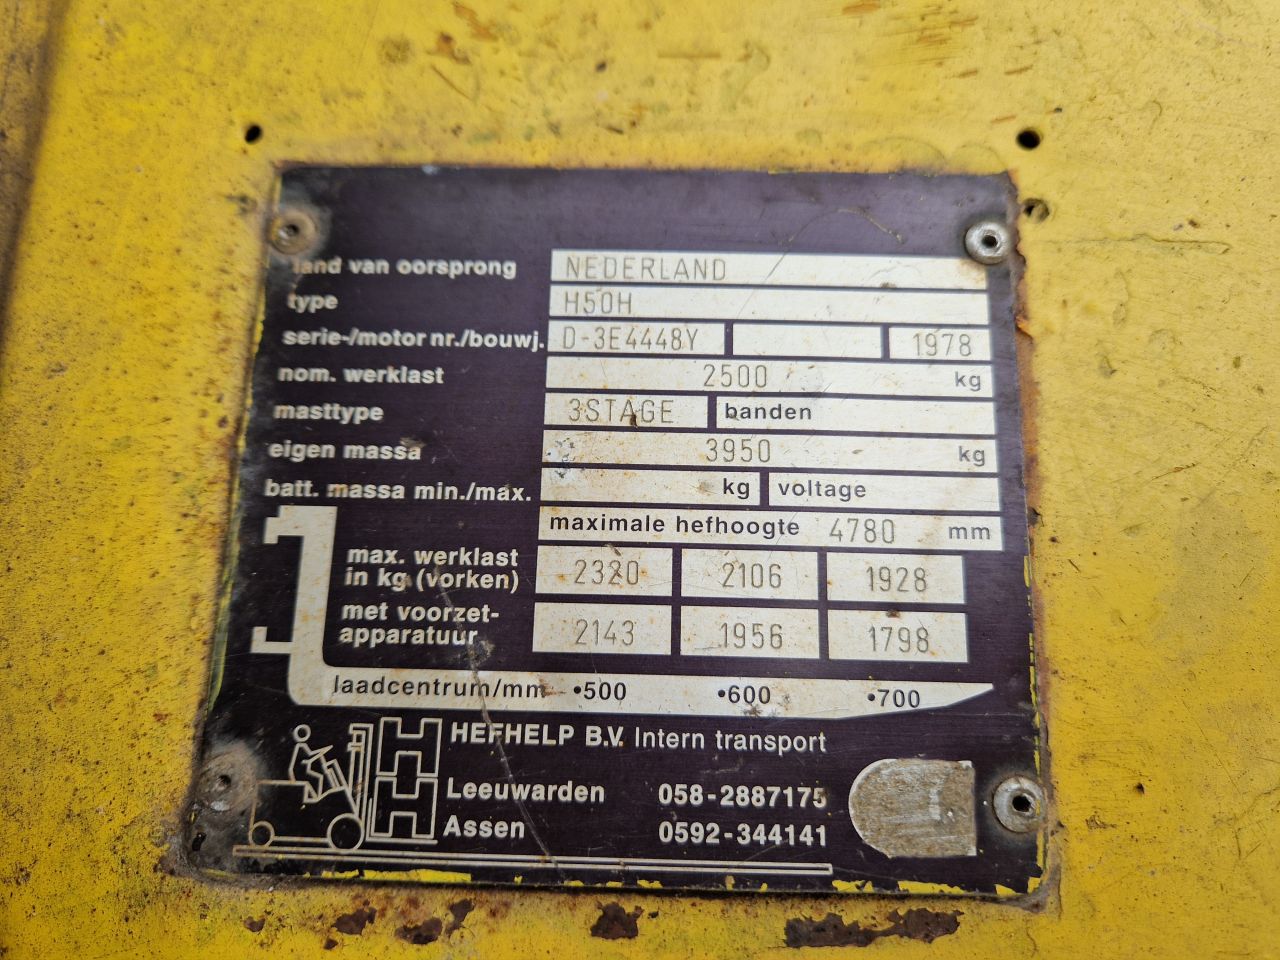 land van oorsprong NEDERLAND
type H50H
serie-/motor nr./bouwj. D-3E4448Y 1978
nom. werklast 2500 kg
masttype 3STAGE banden
eigen massa 3950 kg
batt. massa min./max. kg voltage
maximale hefhoogte 4780 mm
max. werklast
in kg (vorken) 2320 2106 1928
met voorzet-
apparatuur 2143 1956 1798
laadcentrum/mm •500 •600 •700
HEFHELP B.V. Intern transport
Leeuwarden 058-2887175
Assen 0592-344141